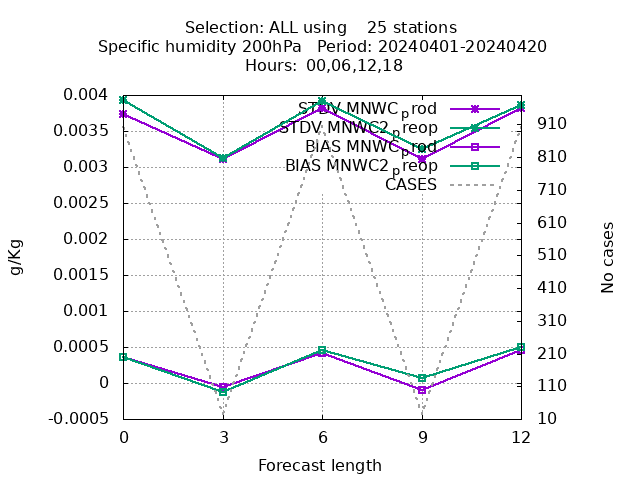 Selection: ALL using    25 stations
Specific humidity 200hPa   Period: 20240401-20240420
Hours: 00,06,12,18
0.004
0.0035
0.003
0.0025
0.002
0.0015
0.001
0.0005
0
-0.0005
g/Kg
STDV MNWC_prod
STDV MNWC2_preop
BIAS MNWC_prod
BIAS MNWC2_preop
CASES
910
810
710
610
510
410
310
210
110
10
No cases
0 3 6 9 12
Forecast length